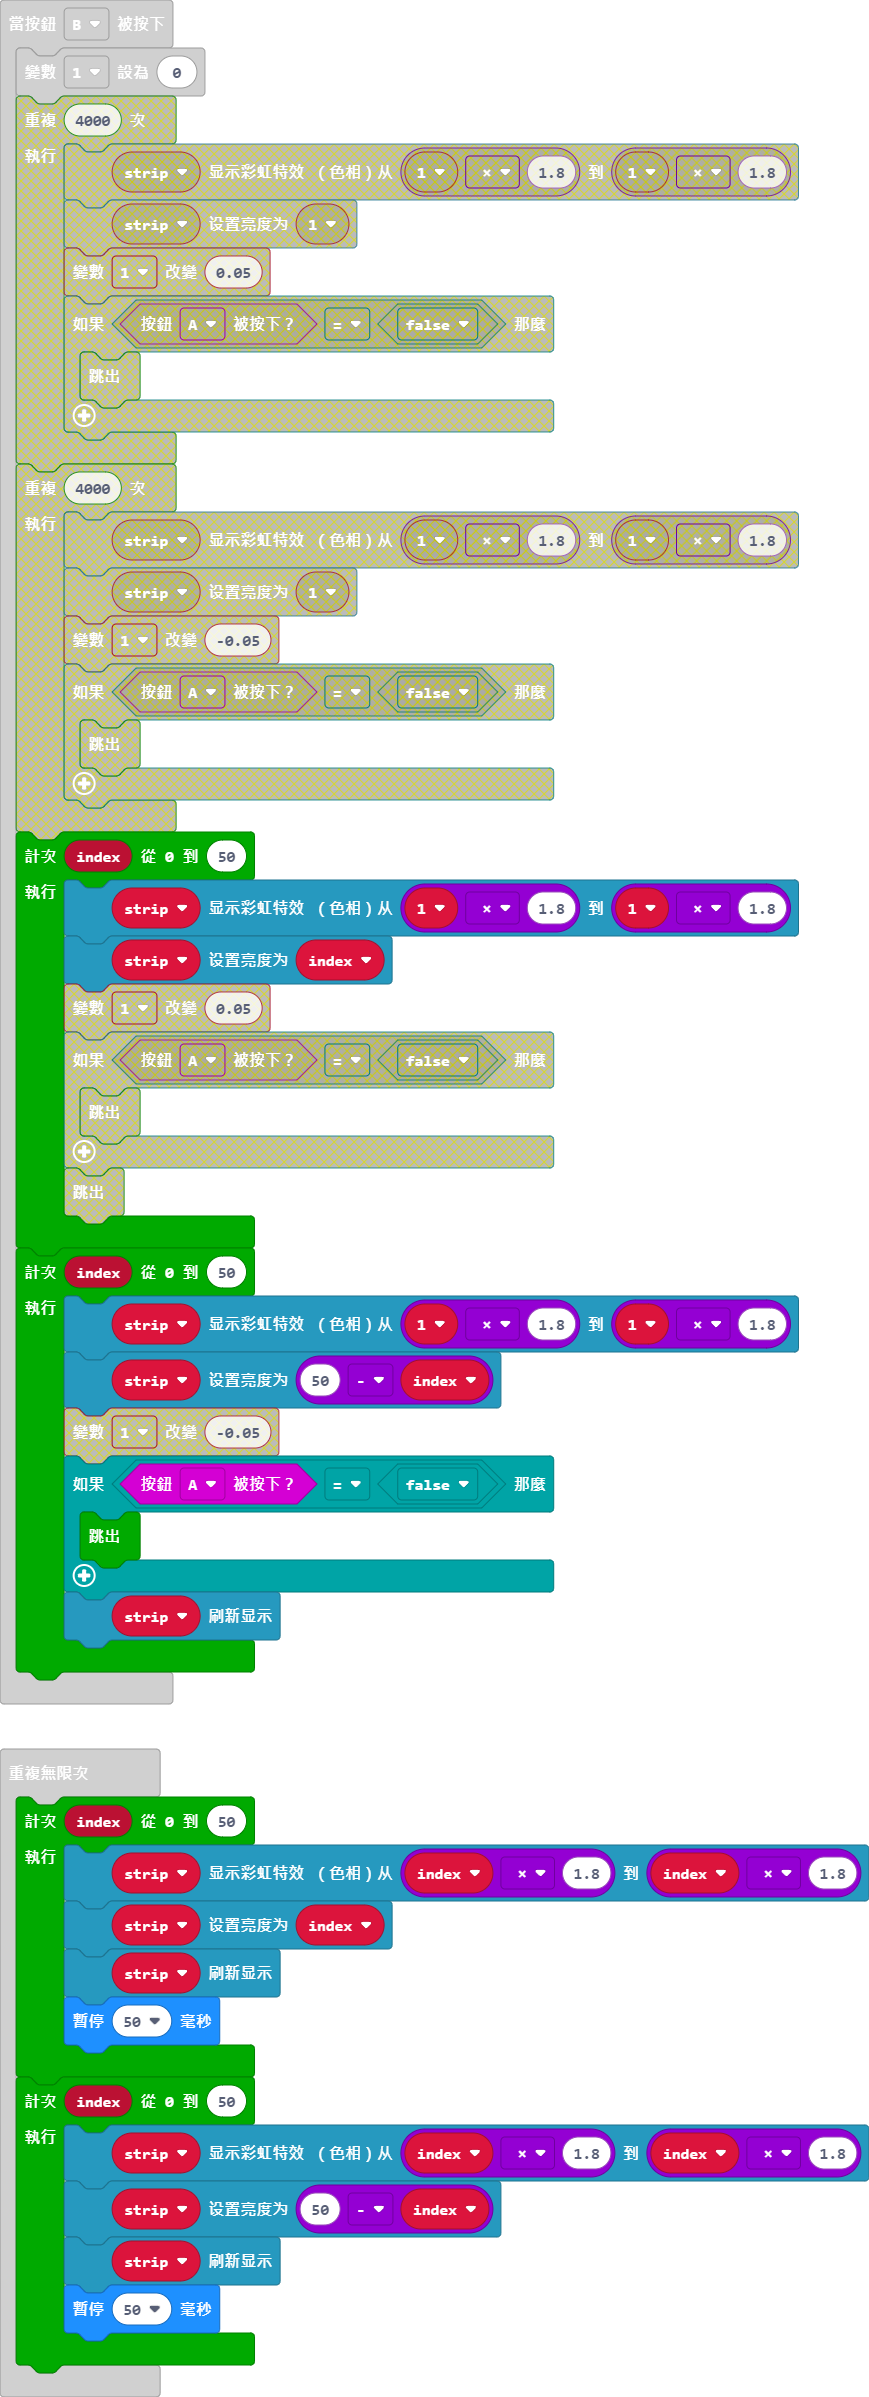 當按鈕 B 被按下
變數 1 設為 0
重複 4000 次
執行
strip 显示彩虹特效 (色相)从 1 × 1.8 到 1 × 1.8
strip 设置亮度为 1
變數 1 改變 0.05
如果 按鈕 A 被按下? = false 那麼
跳出
重複 4000 次
執行
strip 显示彩虹特效 (色相)从 1 × 1.8 到 1 × 1.8
strip 设置亮度为 1
變數 1 改變 -0.05
如果 按鈕 A 被按下? = false 那麼
跳出
計次 index 從 0 到 50
執行
strip 显示彩虹特效 (色相)从 1 × 1.8 到 1 × 1.8
strip 设置亮度为 index
變數 1 改變 0.05
如果 按鈕 A 被按下? = false 那麼
跳出
跳出
計次 index 從 0 到 50
執行
strip 显示彩虹特效 (色相)从 1 × 1.8 到 1 × 1.8
strip 设置亮度为 50 - index
變數 1 改變 -0.05
如果 按鈕 A 被按下? = false 那麼
跳出
strip 刷新显示
重複無限次
計次 index 從 0 到 50
執行
strip 显示彩虹特效 (色相)从 index × 1.8 到 index × 1.8
strip 设置亮度为 index
strip 刷新显示
暫停 50 毫秒
計次 index 從 0 到 50
執行
strip 显示彩虹特效 (色相)从 index × 1.8 到 index × 1.8
strip 设置亮度为 50 - index
strip 刷新显示
暫停 50 毫秒